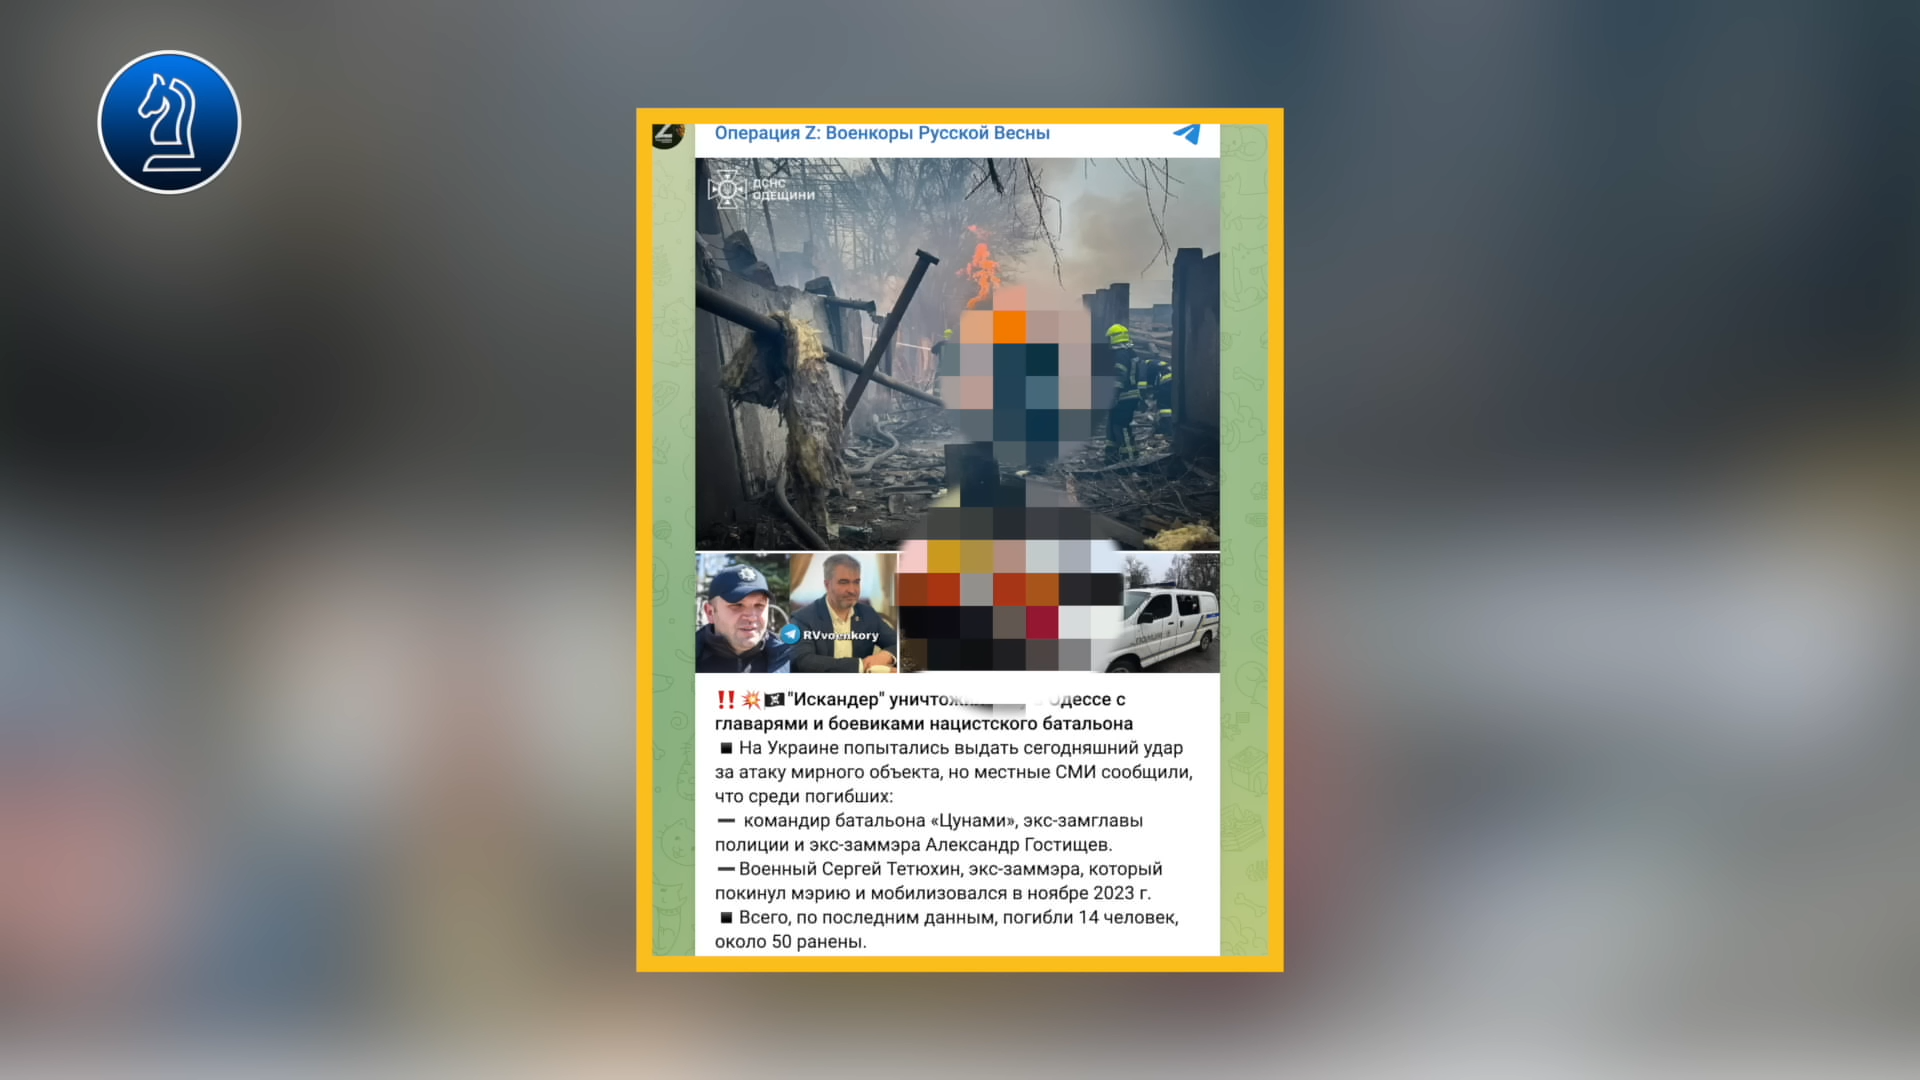 Операция Z: Военкоры Русской Весны
ДСНС
ОДЕЩИНИ
RVvoenkory
"Искандер" Одессе с
главарями и боевиками нацистского батальона
На Украине попытались выдать сегодняшний удар
за атаку мирного объекта, но местные СМИ сообщили,
что среди погибших:
— командир батальона «Цунами», экс-замглавы
полиции и экс-заммэра Александр Гостищев.
— Военный Сергей Тетюхин, экс-заммэра, который
покинул мэрию и мобилизовался в ноябре 2023 г.
Всего, по последним данным, погибли 14 человек,
около 50 ранены.